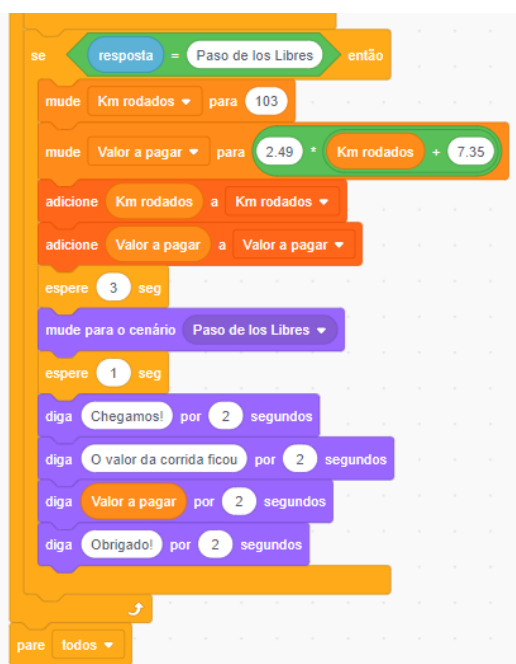 se resposta = Paso de los Libres então
mude Km rodados para 103
mude Valor a pagar para 2.49 * Km rodados + 7.35
adicione Km rodados a Km rodados
adicione Valor a pagar a Valor a pagar
espere 3 seg
mude para o cenário Paso de los Libres
espere 1 seg
diga Chegamos! por 2 segundos
diga O valor da corrida ficou por 2 segundos
diga Valor a pagar por 2 segundos
diga Obrigado! por 2 segundos
pare todos